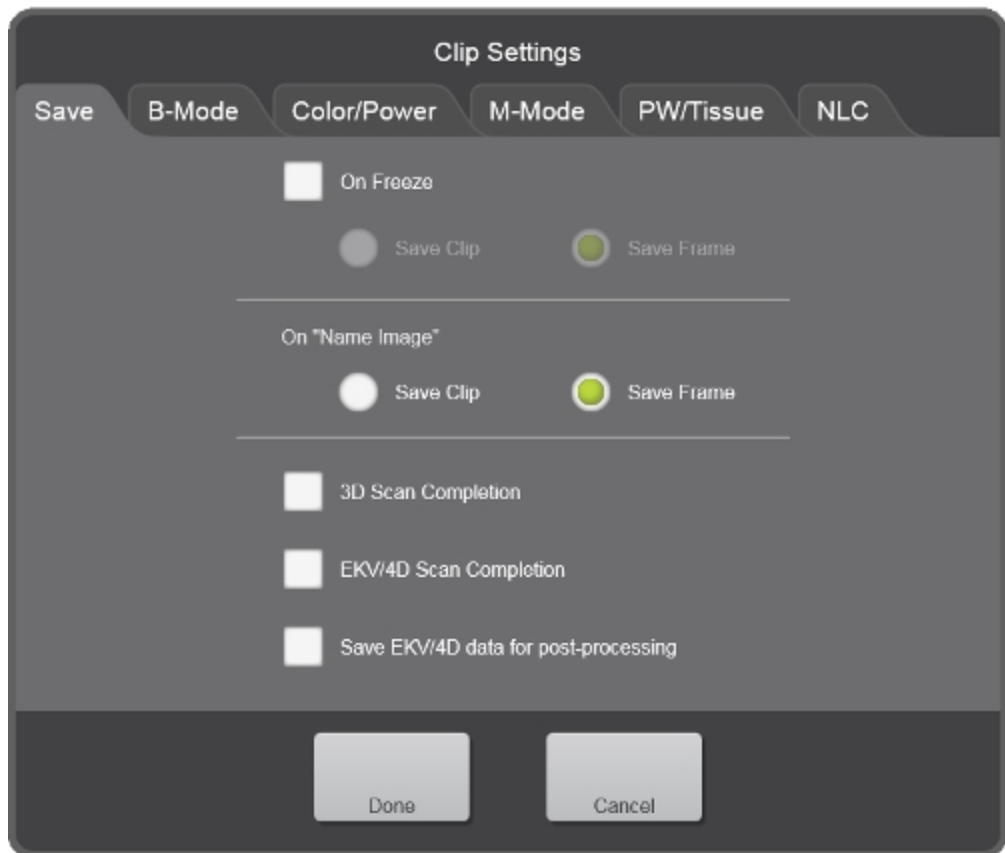 Clip Settings
Save B-Mode Color/Power M-Mode PW/Tissue NLC
On Freeze
Save Clip Save Frame
On "Name Image"
Save Clip Save Frame
3D Scan Completion
EKV/4D Scan Completion
Save EKV/4D data for post-processing
Done Cancel